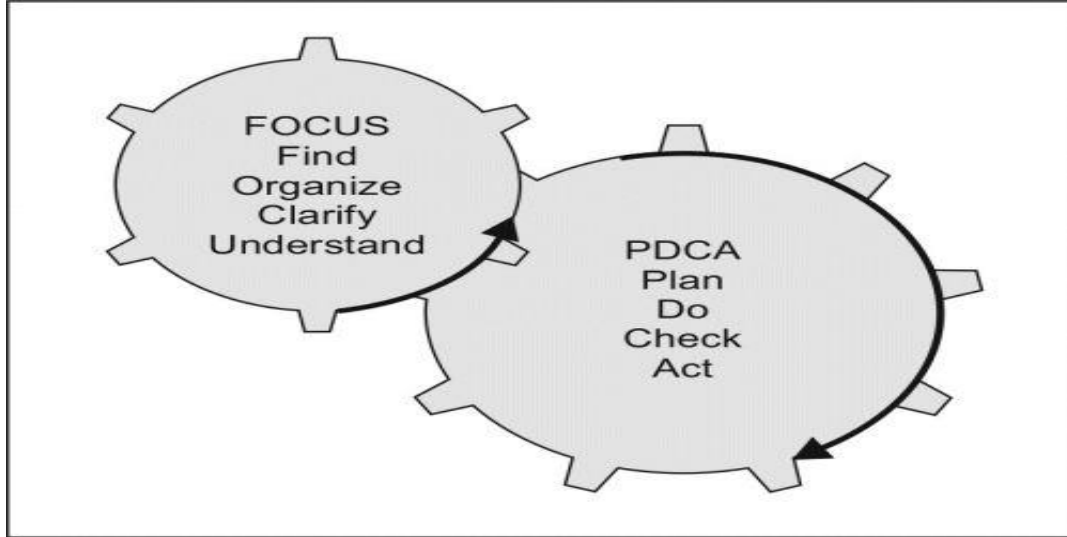 FOCUS
Find
Organize
Clarify
Understand
PDCA
Plan
Do
Check
Act